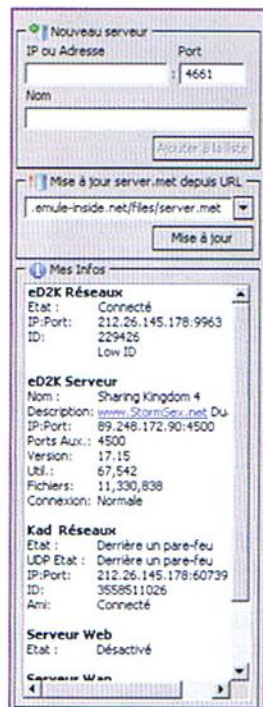 Nouveau serveur
IP ou Adresse Port
: 4661
Nom
Ajouter à la liste
Mise à jour server.met depuis URL
.emule-inside.net/files/server.met
Mise à jour
Mes Infos
eD2K Réseaux
Etat : Connecté
IP:Port: 212.26.145.178:9963
ID: 229426
Low ID
eD2K Serveur
Nom : Sharing Kingdom 4
Description: www.StormSex.net Du-
IP:Port: 89.248.172.90:4500
Ports Aux.: 4500
Version: 17.15
Util.: 67,542
Fichiers: 11,330,838
Connexion: Normale
Kad Réseaux
Etat : Derrière un pare-feu
UDP Etat : Derrière un pare-feu
IP:Port: 212.26.145.178:60739
ID: 3558511026
Ami: Connecté
Serveur Web
Etat : Désactivé
Serveur Wap